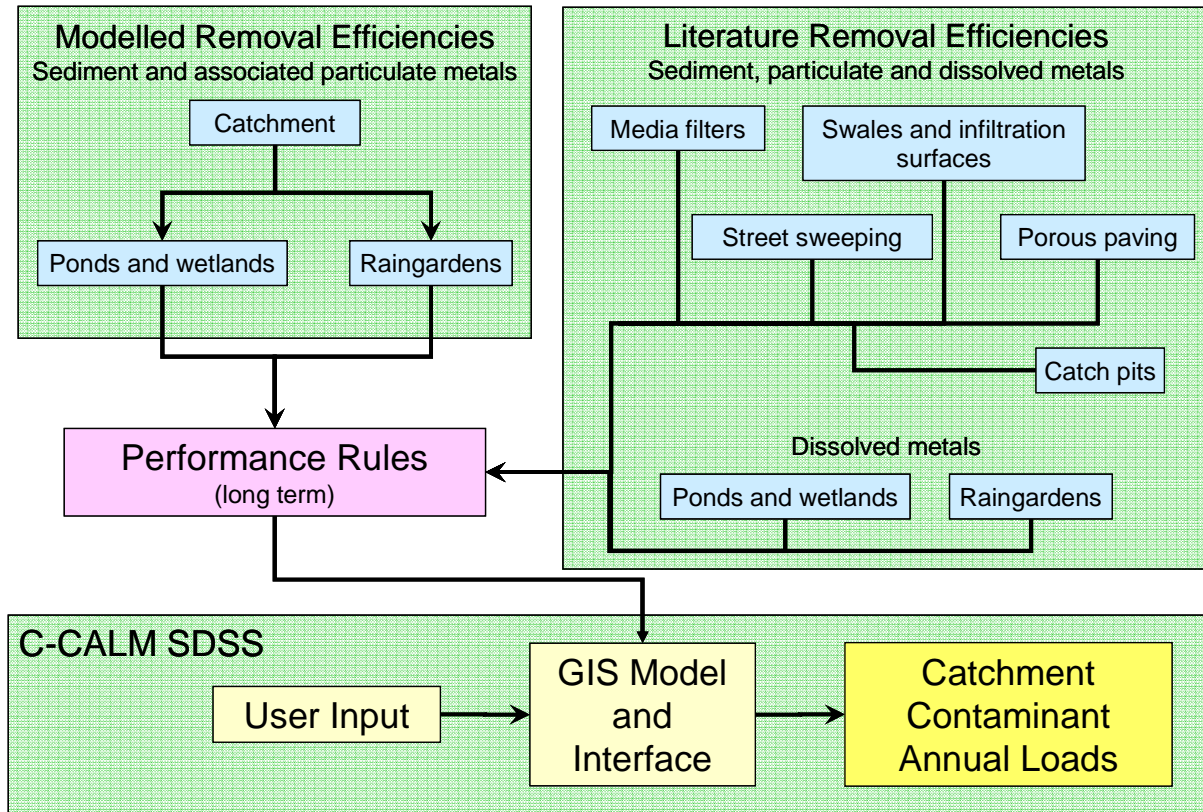 Modelled Removal Efficiencies
Sediment and associated particulate metals
Catchment
Ponds and wetlands
Raingardens
Literature Removal Efficiencies
Sediment, particulate and dissolved metals
Media filters
Swales and infiltration
surfaces
Street sweeping
Porous paving
Catch pits
Dissolved metals
Ponds and wetlands
Raingardens
Performance Rules
(long term)
C-CALM SDSS
User Input
GIS Model
and
Interface
Catchment
Contaminant
Annual Loads